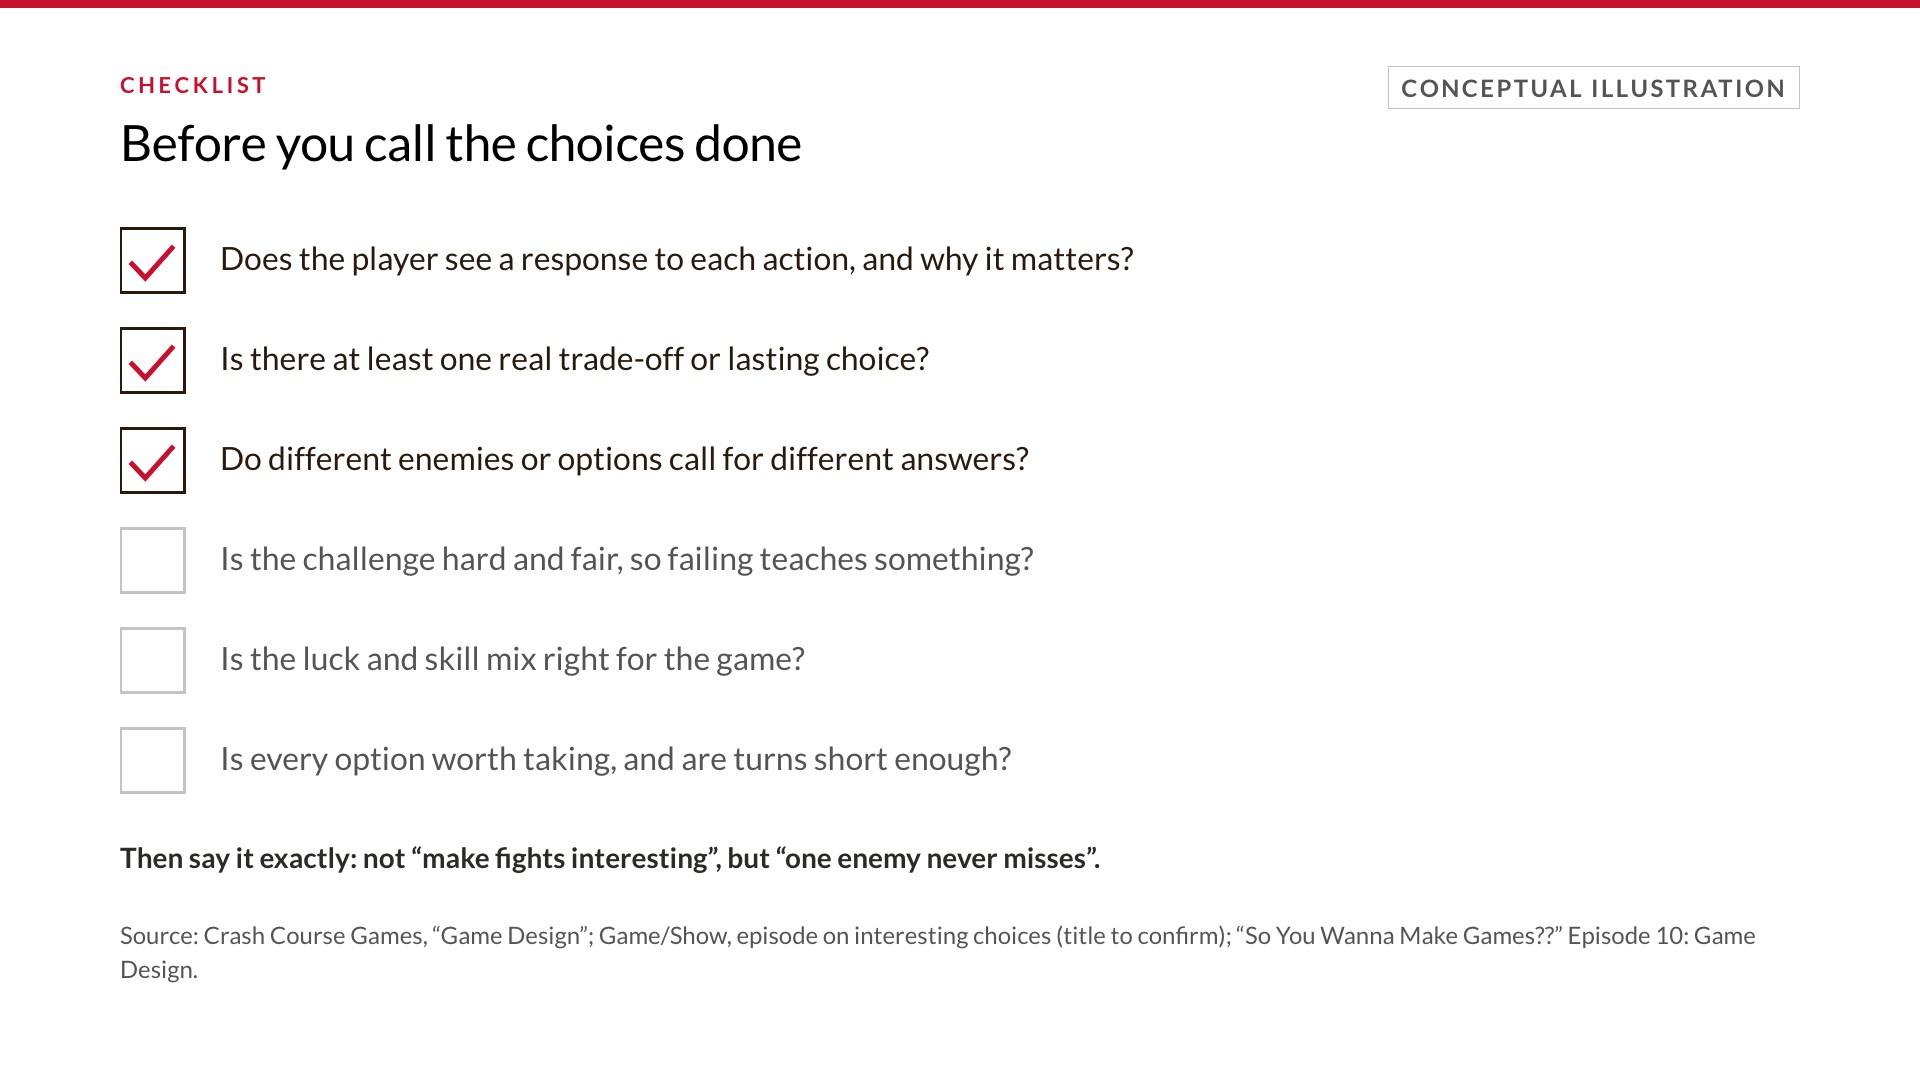 CHECKLIST
CONCEPTUAL ILLUSTRATION
Before you call the choices done
Does the player see a response to each action, and why it matters?
Is there at least one real trade-off or lasting choice?
Do different enemies or options call for different answers?
Is the challenge hard and fair, so failing teaches something?
Is the luck and skill mix right for the game?
Is every option worth taking, and are turns short enough?
Then say it exactly: not “make fights interesting”, but “one enemy never misses”.
Source: Crash Course Games, “Game Design”; Game/Show, episode on interesting choices (title to confirm); “So You Wanna Make Games??” Episode 10: Game
Design.